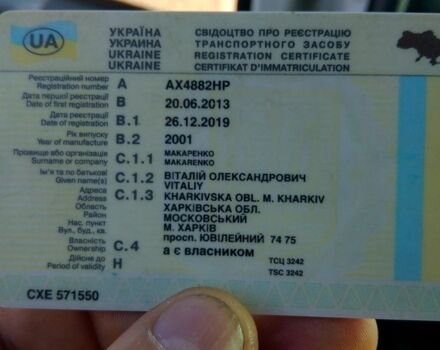 UA
УКРАЇНА СВІДОЦТВО ПРО РЕЄСТРАЦІЮ
УКРАИНА ТРАНСПОРТНОГО ЗАСОБУ
UKRAINE REGISTRATION CERTIFICATE
UKRAINE CERTIFICAT D'IMMATRICULATION
Реєстраційний номер
Registration number A AX4882HP
Дата першої реєстрації
Date of first registration B 20.06.2013
Дата реєстрації
Date of registration B.1 26.12.2019
Рік випуску
Year of manufacture B.2 2001
Прізвище або організація C.1.1 МАКАРЕНКО
Surname or company MAKARENKO
Ім'я та по батькові C.1.2 ВІТАЛІЙ ОЛЕКСАНДРОВИЧ
Given name(s) VITALIY
Адреса C.1.3 KHARKIVSKA OBL. M. KHARKIV
Address
Область ХАРКІВСЬКА ОБЛ.
Район МОСКОВСЬКИЙ
Нас. пункт М. ХАРКІВ
Вул., буд., кв. просп. ЮВІЛЕЙНИЙ 74 75
Власність
Ownership C.4 а є власником
Дійсне до
Period of validity H ТСЦ 3242
TSC 3242
CXE 571550